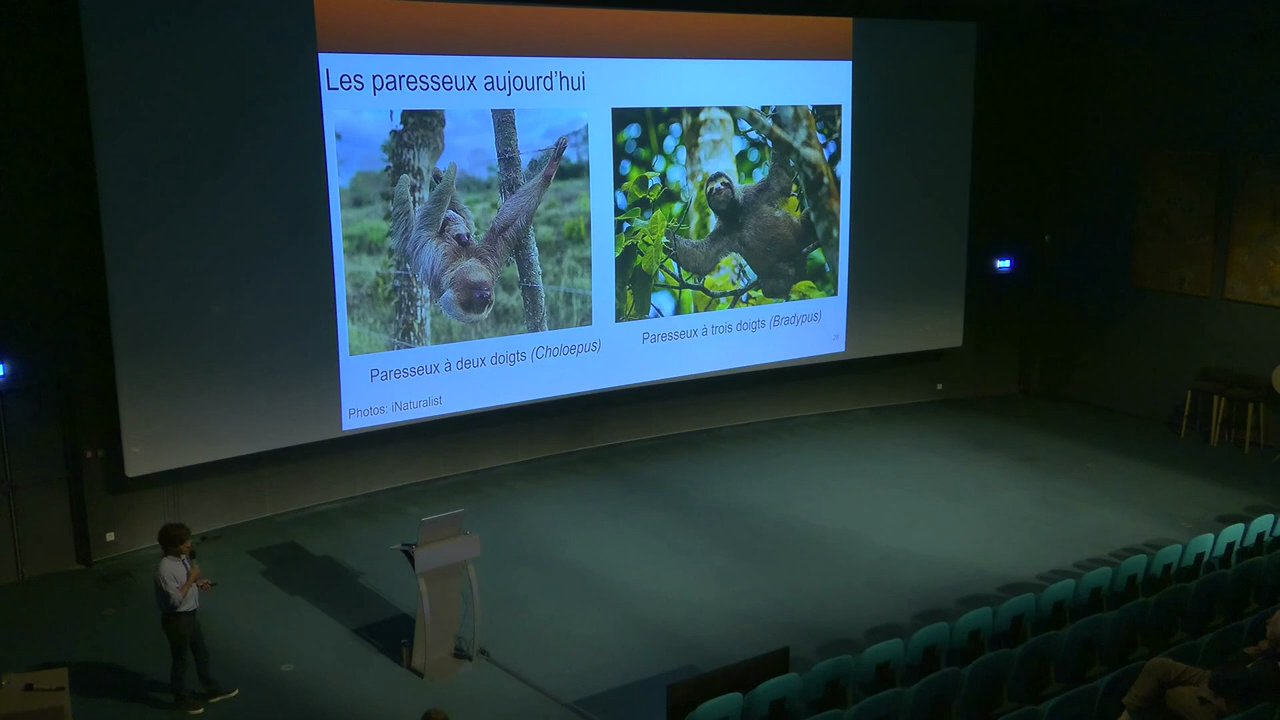 Les paresseux aujourd'hui
Paresseux à deux doigts (Choloepus)
Paresseux à trois doigts (Bradypus)
Photos: iNaturalist